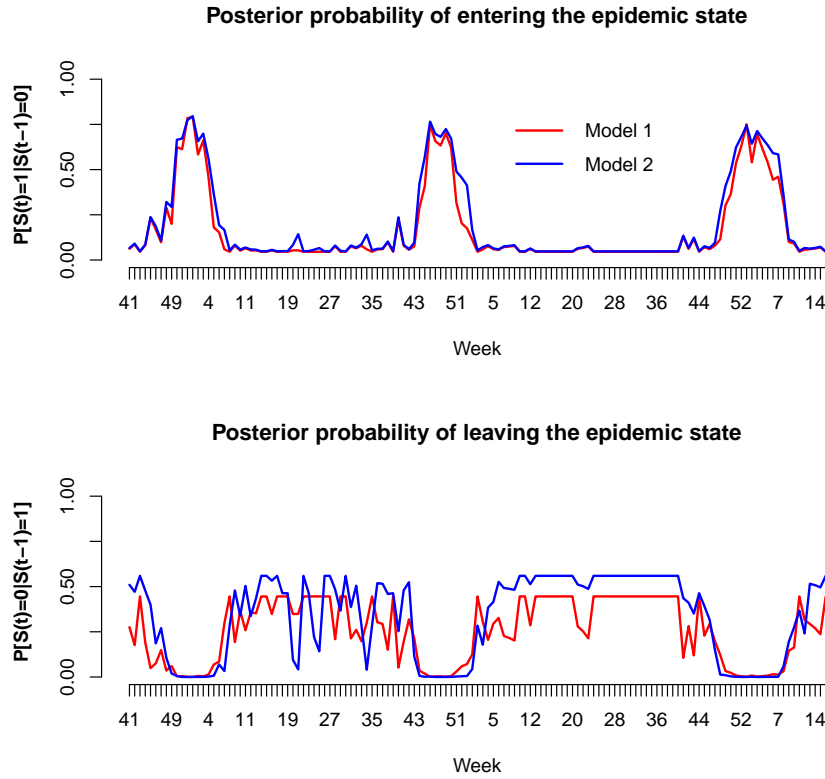 Posterior probability of entering the epidemic state
P[S(t)=1|S(t−1)=0]
1.00
0.50
0.00
Model 1
Model 2
41 49 4 11 19 27 35 43 51 5 12 20 28 36 44 52 7 14
Week
Posterior probability of leaving the epidemic state
P[S(t)=0|S(t−1)=1]
1.00
0.50
0.00
41 49 4 11 19 27 35 43 51 5 12 20 28 36 44 52 7 14
Week